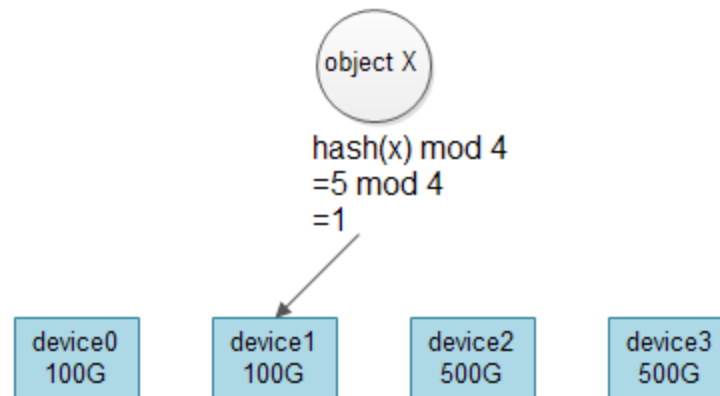 object X
hash(x) mod 4
=5 mod 4
=1
device0
100G
device1
100G
device2
500G
device3
500G